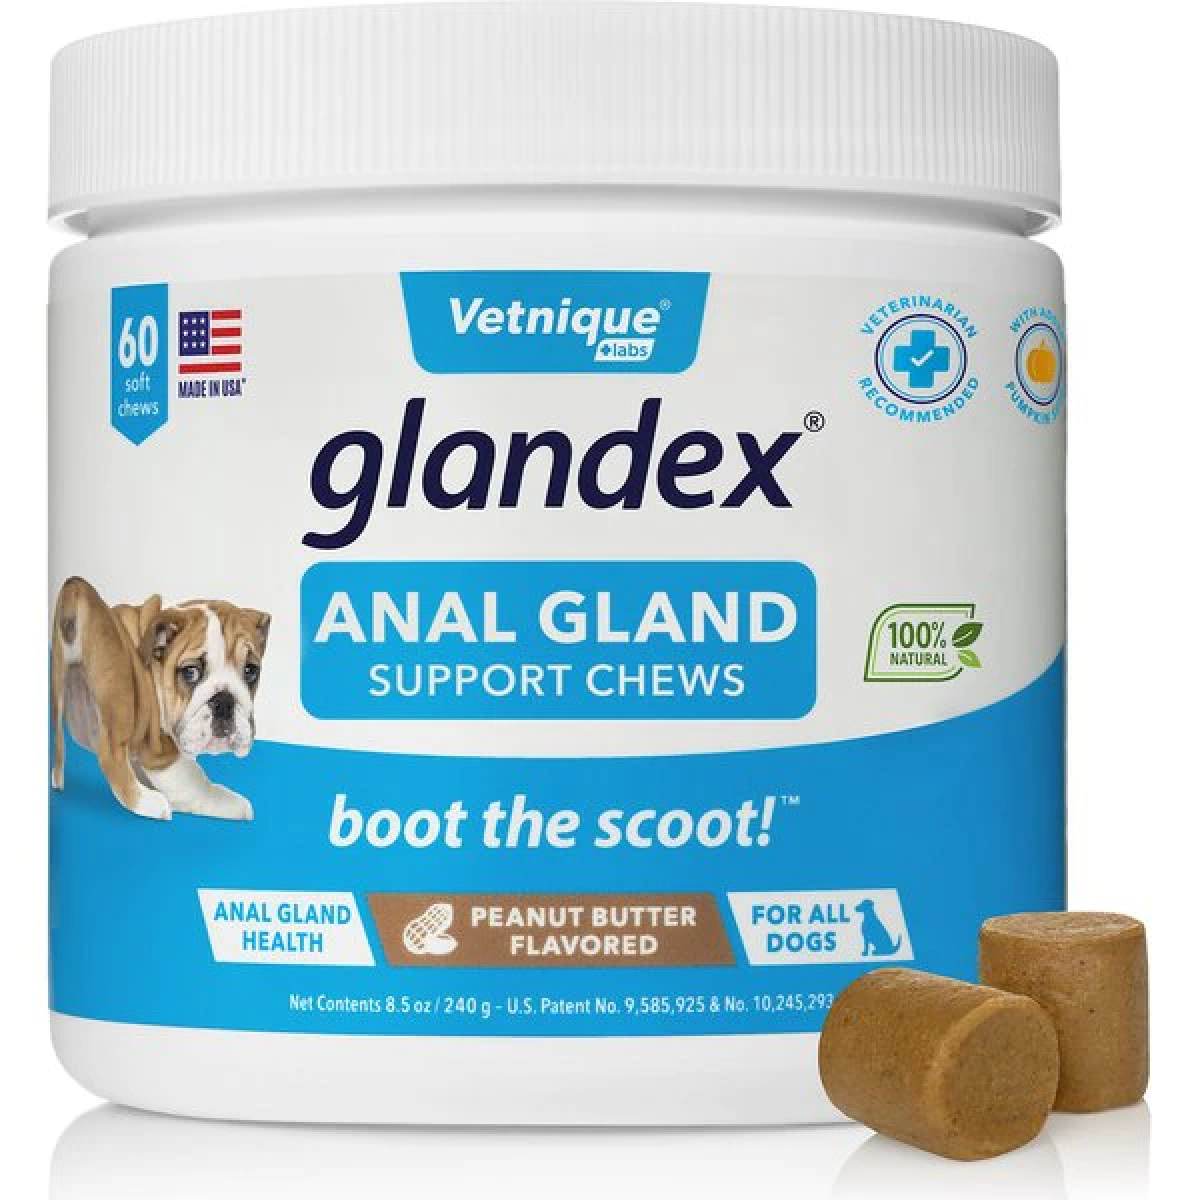 60
soft
chews
MADE IN USA*
Vetnique®
+labs
VETERINARIAN
RECOMMENDED
WITH
PUMPKIN
glandex®
ANAL GLAND
SUPPORT CHEWS
100%
NATURAL
boot the scoot!™
ANAL GLAND
HEALTH
PEANUT BUTTER
FLAVORED
FOR ALL
DOGS
Net Contents 8.5 oz / 240 g – U.S. Patent No. 9,585,925 & No. 10,245,293